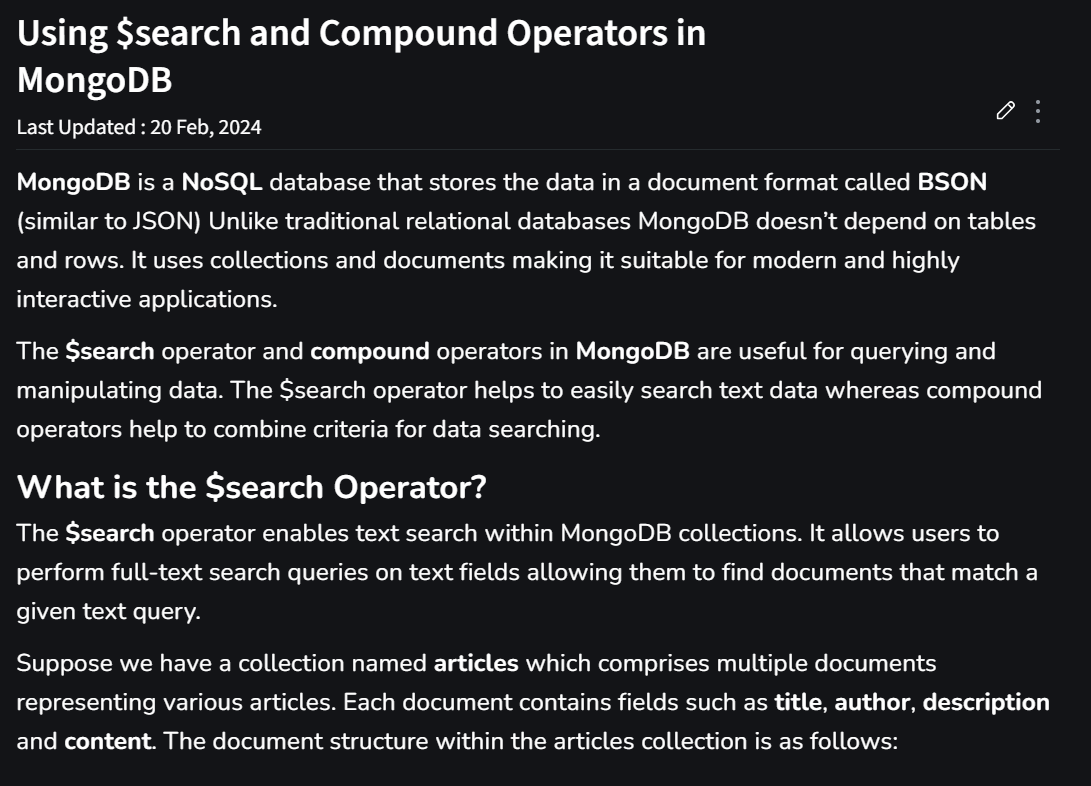 Using $search and Compound Operators in
MongoDB
Last Updated : 20 Feb, 2024
MongoDB is a NoSQL database that stores the data in a document format called BSON
(similar to JSON) Unlike traditional relational databases MongoDB doesn’t depend on tables
and rows. It uses collections and documents making it suitable for modern and highly
interactive applications.
The $search operator and compound operators in MongoDB are useful for querying and
manipulating data. The $search operator helps to easily search text data whereas compound
operators help to combine criteria for data searching.
What is the $search Operator?
The $search operator enables text search within MongoDB collections. It allows users to
perform full-text search queries on text fields allowing them to find documents that match a
given text query.
Suppose we have a collection named articles which comprises multiple documents
representing various articles. Each document contains fields such as title, author, description
and content. The document structure within the articles collection is as follows: